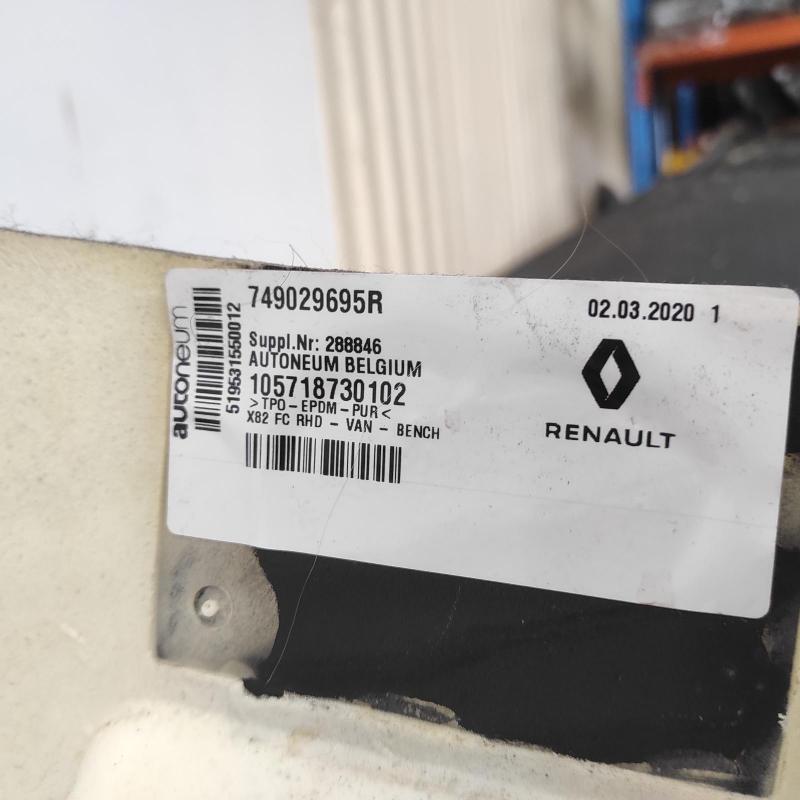 749029695R
02.03.2020 1
autoneum
519531550012
Suppl.Nr: 288846
AUTONEUM BELGIUM
105718730102
>TPO-EPDM-PUR<
X82 FC RHD - VAN - BENCH
RENAULT